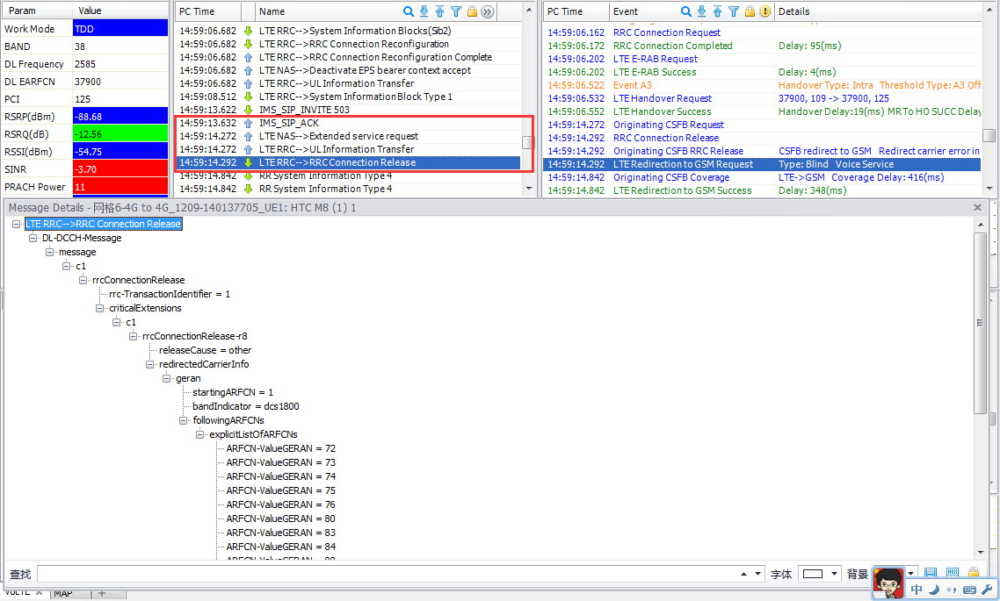 Param Value
Work Mode TDD
BAND 38
DL Frequency 2585
DL EARFCN 37900
PCI 125
RSRP(dBm) -88.68
RSRQ(dB) -12.56
RSSI(dBm) -54.75
SINR -3.70
PRACH Power 11
PC Time Name
14:59:06.682 LTE RRC-->System Information Blocks(Sib2)
14:59:06.682 LTE RRC-->RRC Connection Reconfiguration
14:59:06.682 LTE RRC-->RRC Connection Reconfiguration Complete
14:59:06.682 LTE NAS-->Deactivate EPS bearer context accept
14:59:06.682 LTE RRC-->UL Information Transfer
14:59:08.512 LTE RRC-->System Information Block Type 1
14:59:13.622 IMS_SIP_INVITE 503
14:59:13.632 IMS_SIP_ACK
14:59:14.272 LTE NAS-->Extended service request
14:59:14.272 LTE RRC-->UL Information Transfer
14:59:14.292 LTE RRC-->RRC Connection Release
14:59:14.842 RR System Information Type 4
14:59:14.842 RR System Information Type 4
PC Time Event Details
14:59:06.162 RRC Connection Request
14:59:06.172 RRC Connection Completed Delay: 95(ms)
14:59:06.202 LTE E-RAB Request
14:59:06.202 LTE E-RAB Success Delay: 4(ms)
14:59:06.522 Event A3 Handover Type: Intra Threshold Type: A3 Off
14:59:06.532 LTE Handover Request 37900, 109 -> 37900, 125
14:59:06.552 LTE Handover Success Handover Delay:19(ms) MRTo HO SUCC Delay
14:59:14.272 Originating CSFB Request
14:59:14.292 RRC Connection Release
14:59:14.292 Originating CSFB RRC Release CSFB redirect to GSM Redirect carrier error in
14:59:14.292 LTE Redirection to GSM Request Type: Blind Voice Service
14:59:14.842 Originating CSFB Coverage LTE->GSM Coverage Delay: 416(ms)
14:59:14.842 LTE Redirection to GSM Success Delay: 348(ms)
Message Details - 网格6-4G to 4G_1209-140137705_UE1: HTC M8 (1) 1
LTE RRC-->RRC Connection Release
DL-DCCH-Message
message
c1
rrcConnectionRelease
rrc-TransactionIdentifier = 1
criticalExtensions
c1
rrcConnectionRelease-r8
releaseCause = other
redirectedCarrierInfo
geran
startingARFCN = 1
bandIndicator = dcs1800
followingARFCNs
explicitListOfARFCNs
ARFCN-ValueGERAN = 72
ARFCN-ValueGERAN = 73
ARFCN-ValueGERAN = 74
ARFCN-ValueGERAN = 75
ARFCN-ValueGERAN = 76
ARFCN-ValueGERAN = 80
ARFCN-ValueGERAN = 83
ARFCN-ValueGERAN = 84
查找 字体 背景 HEX
VoLTE MAP
中